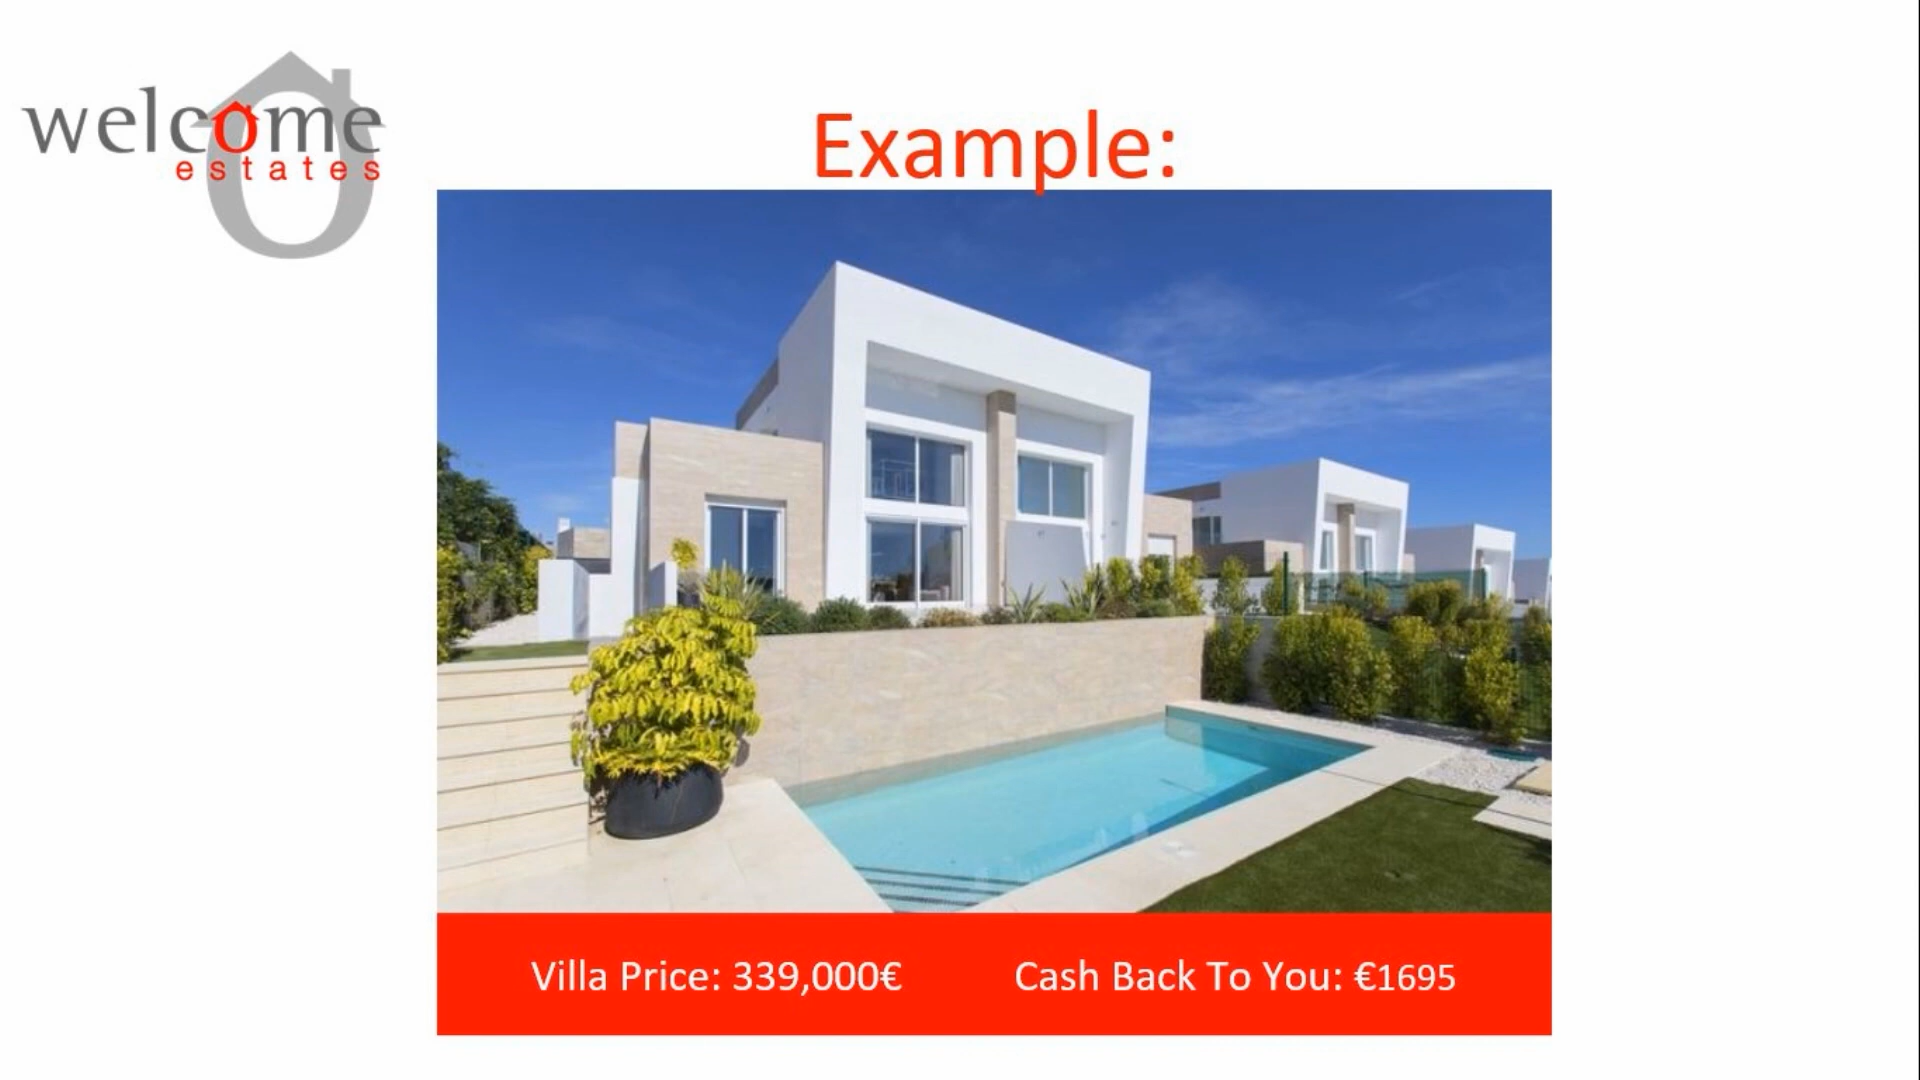 welcome
estates
Example:
Villa Price: 339,000€
Cash Back To You: €1695